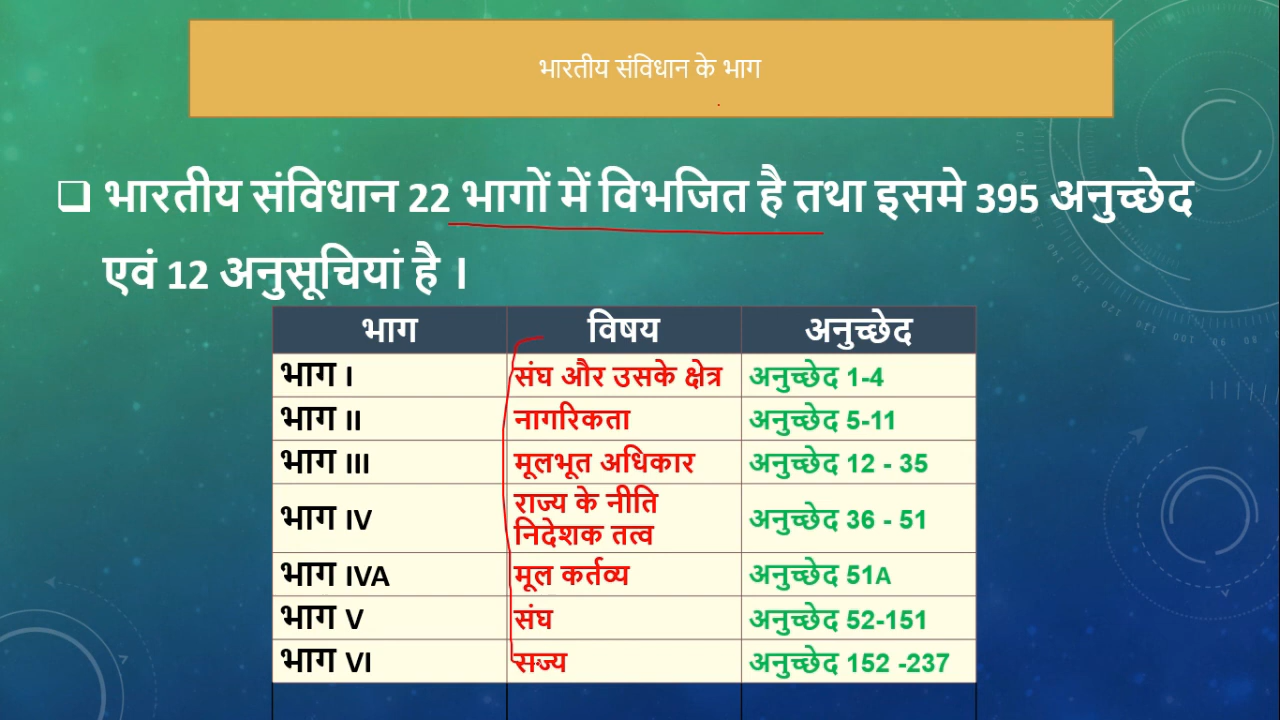 भारतीय संविधान के भाग
❑ भारतीय संविधान 22 भागों में विभजित है तथा इसमे 395 अनुच्छेद
एवं 12 अनुसूचियां है ।
भाग विषय अनुच्छेद
भाग I संघ और उसके क्षेत्र अनुच्छेद 1-4
भाग II नागरिकता अनुच्छेद 5-11
भाग III मूलभूत अधिकार अनुच्छेद 12 - 35
भाग IV राज्य के नीति
निदेशक तत्व अनुच्छेद 36 - 51
भाग IVA मूल कर्तव्य अनुच्छेद 51A
भाग V संघ अनुच्छेद 52-151
भाग VI राज्य अनुच्छेद 152 -237